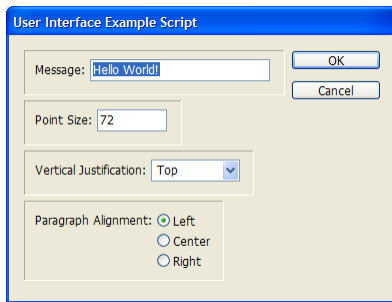 User Interface Example Script
Message: Hello World!
OK
Cancel
Point Size: 72
Vertical Justification: Top
Paragraph Alignment: Left
Center
Right